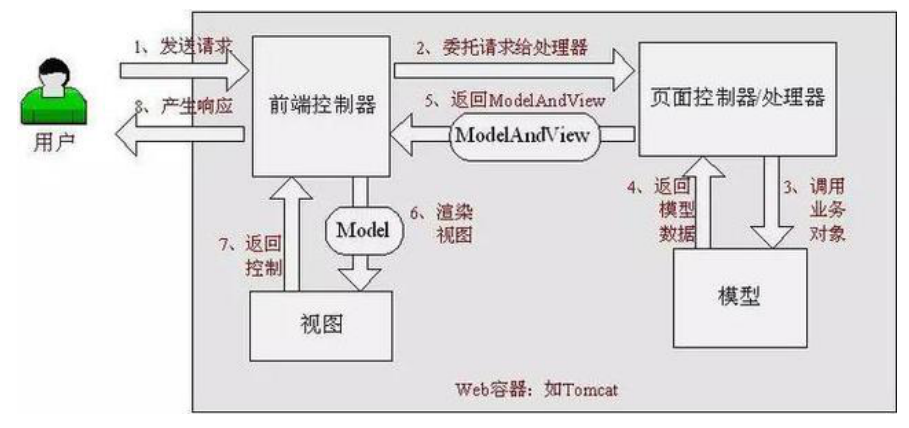 1、发送请求
2、委托请求给处理器
前端控制器
页面控制器/处理器
5、返回ModelAndView
8、产生响应
ModelAndView
用户
4、返回
模型
数据
3、调用
业务
对象
6、渲染
视图
Model
7、返回
控制
视图
模型
Web容器：如Tomcat